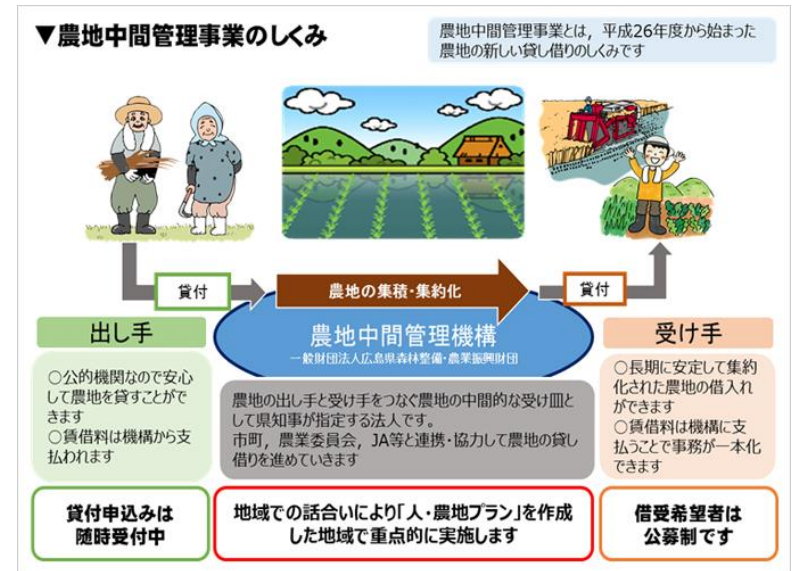 ▼農地中間管理事業のしくみ
農地中間管理事業とは，平成26年度から始まった
農地の新しい貸し借りのしくみです
貸付
農地の集積・集約化
貸付
出し手
農地中間管理機構
一般財団法人広島県森林整備・農業振興財団
受け手
○公的機関なので安心
して農地を貸すことがで
きます
○賃借料は機構から支
払われます
農地の出し手と受け手をつなぐ農地の中間的な受け皿と
して県知事が指定する法人です。
市町，農業委員会，JA等と連携・協力して農地の貸し
借りを進めていきます
○長期に安定して集約
化された農地の借入れ
ができます
○賃借料は機構に支
払うことで事務が一本化
できます
貸付申込みは
随時受付中
地域での話合いにより「人・農地プラン」を作成
した地域で重点的に実施します
借受希望者は
公募制です